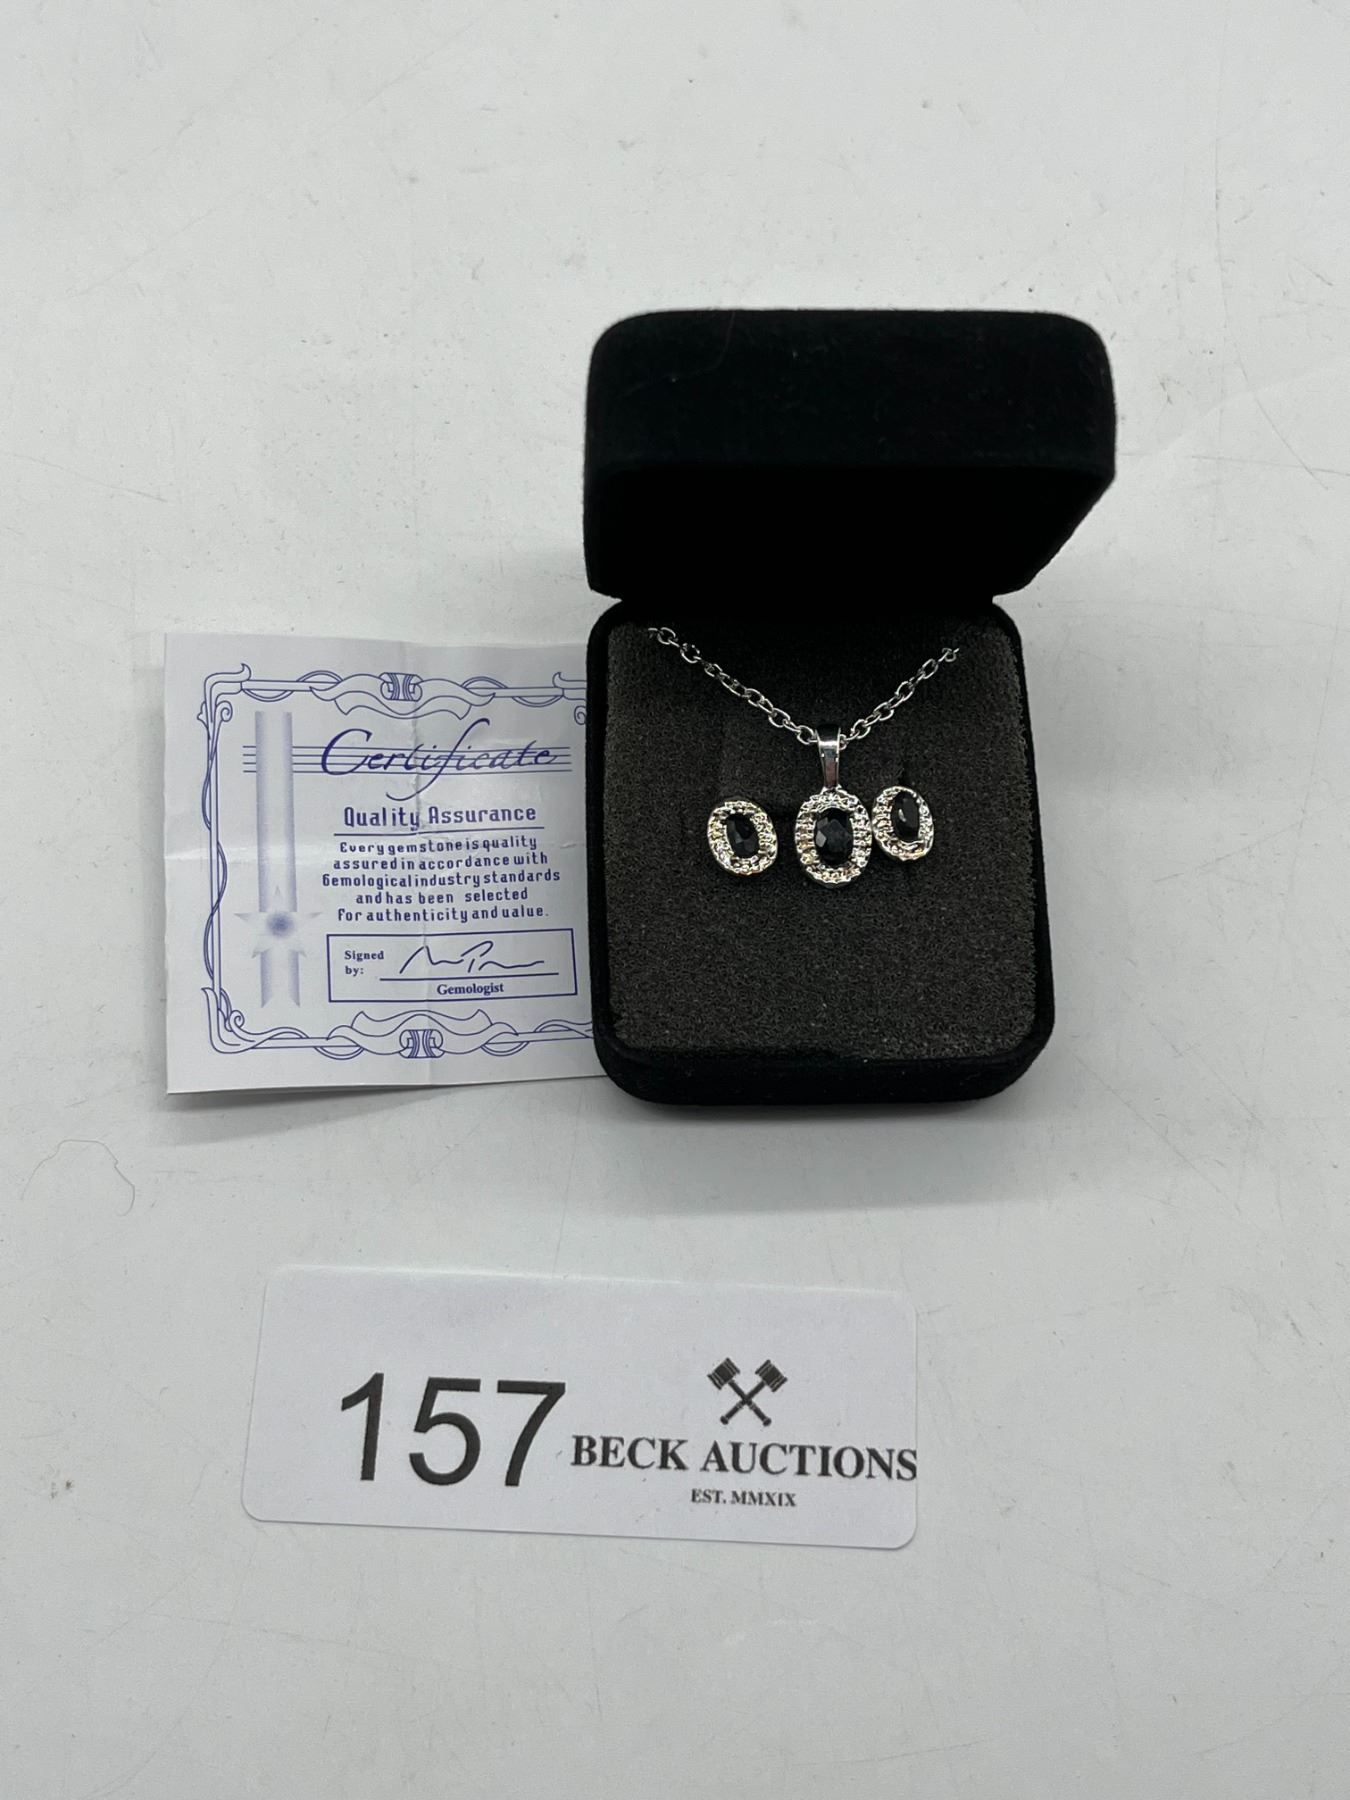 Certificate
Quality Assurance
Every gemstone is quality
assured in accordance with
Gemological industry standards
and has been selected
for authenticity and value.
Signed
by:
Gemologist
157
BECK AUCTIONS
EST. MMXIX